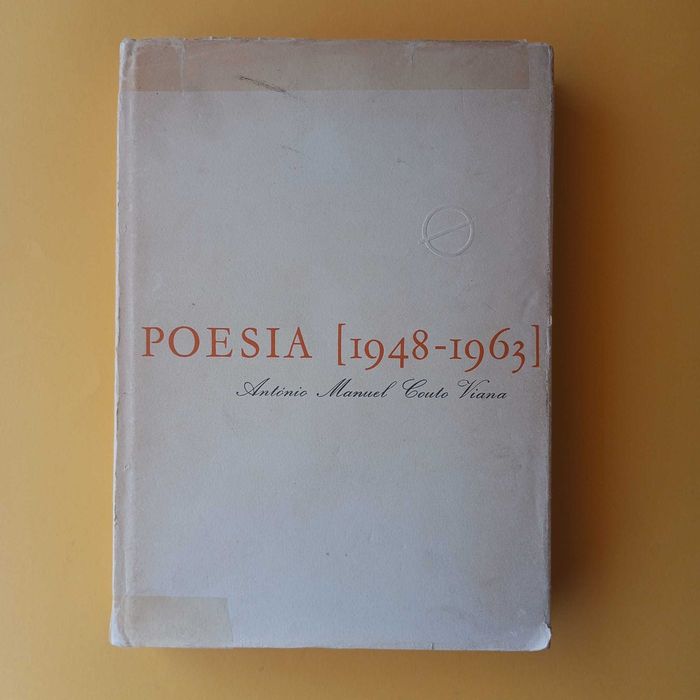 POESIA [1948-1963]
António Manuel Couto Viana